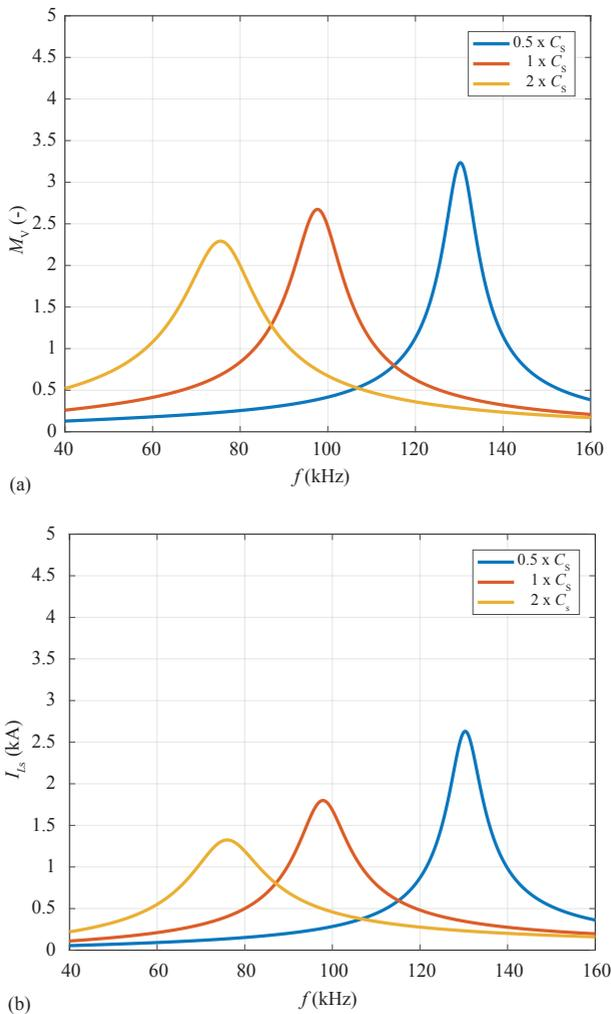 5
4.5
4
3.5
3
2.5
2
1.5
1
0.5
0
M_V (-)
0.5 x C_S
1 x C_S
2 x C_S
40 60 80 100 120 140 160
f (kHz)
(a)
5
4.5
4
3.5
3
2.5
2
1.5
1
0.5
0
I_Ls (kA)
0.5 x C_S
1 x C_S
2 x C_s
40 60 80 100 120 140 160
f (kHz)
(b)